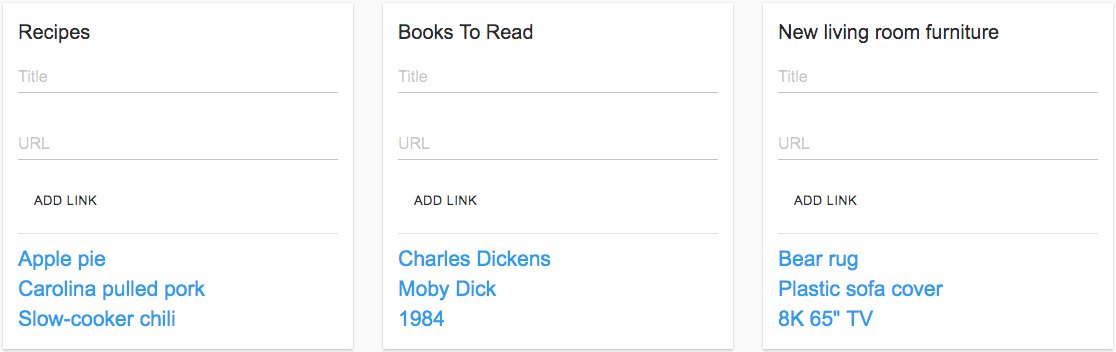 Recipes
Title
URL
ADD LINK
Apple pie
Carolina pulled pork
Slow-cooker chili
Books To Read
Title
URL
ADD LINK
Charles Dickens
Moby Dick
1984
New living room furniture
Title
URL
ADD LINK
Bear rug
Plastic sofa cover
8K 65" TV